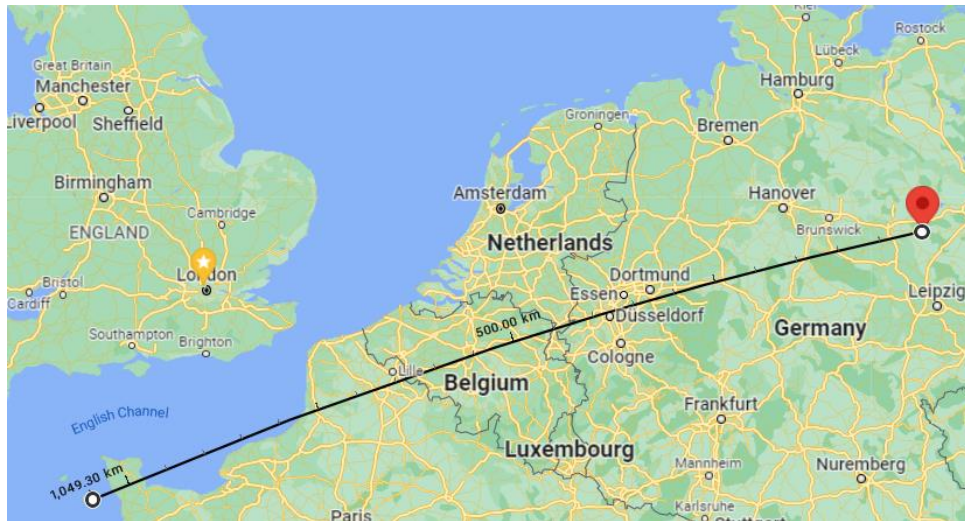 Kiel
Rostock
Lübeck
Great Britain
Hamburg
Manchester
Liverpool
Sheffield
Groningen
Bremen
Birmingham
Amsterdam
Hanover
Cambridge
Brunswick
ENGLAND
Netherlands
London
Dortmund
Bristol
Essen
Leipzig
Cardiff
500.00 km
Düsseldorf
Germany
Southampton
Brighton
Cologne
Lille
Belgium
English Channel
Frankfurt
Luxembourg
Mannheim
Nuremberg
1,049.30 km
Karlsruhe
Paris
Stuttgart